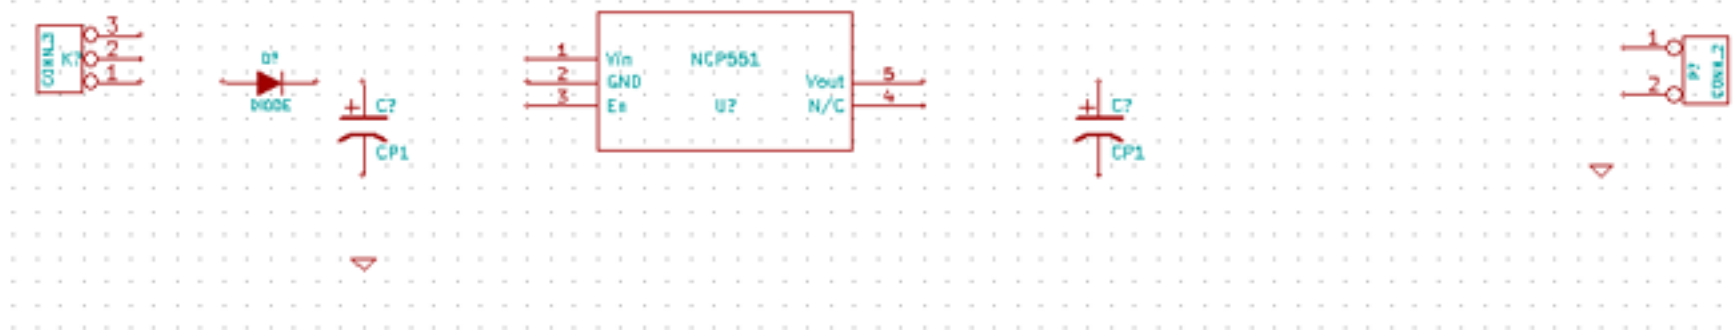 CONN_3
K?
3
2
1
D?
DIODE
C?
CP1
1
2
3
Vin
GND
En
NCP551
U?
Vout
N/C
5
4
C?
CP1
1
2
P?
CONN_2